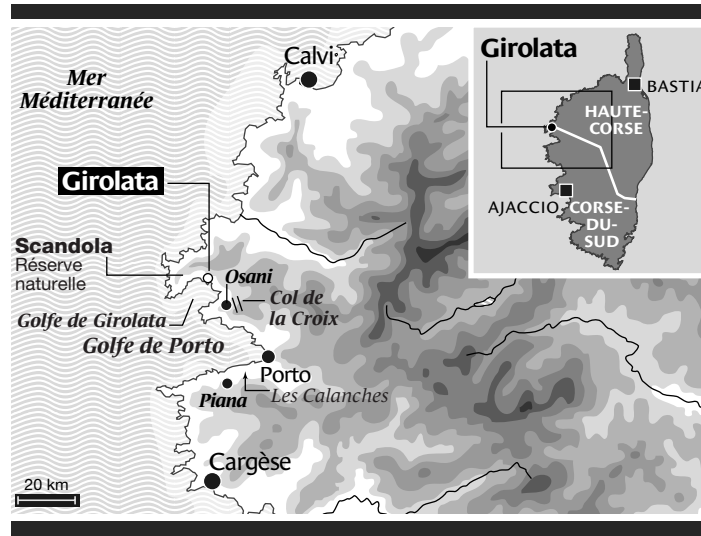 Calvi
Mer
Méditerranée
Girolata
Scandola
Réserve
naturelle
Osani
Col de
la Croix
Golfe de Girolata
Golfe de Porto
Porto
Piana
Les Calanches
Cargèse
20 km
Girolata
BASTIA
HAUTE-
CORSE
AJACCIO
CORSE-
DU-
SUD